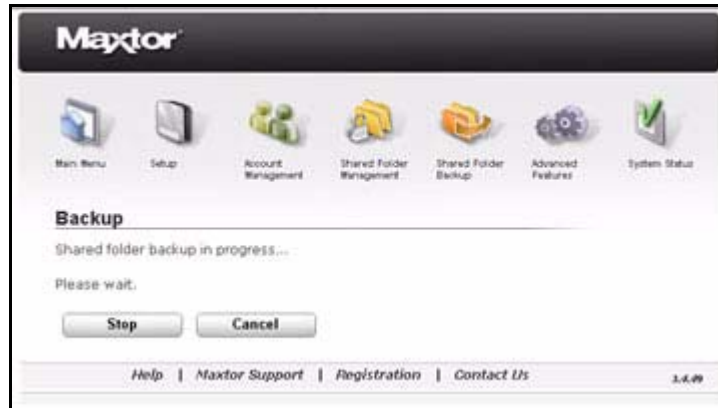 Maxtor
Main Menu
Setup
Account Management
Shared Folder Management
Shared Folder Backup
Advanced Features
System Status
Backup
Shared folder backup in progress...
Please wait.
Stop Cancel
Help | Maxtor Support | Registration | Contact Us